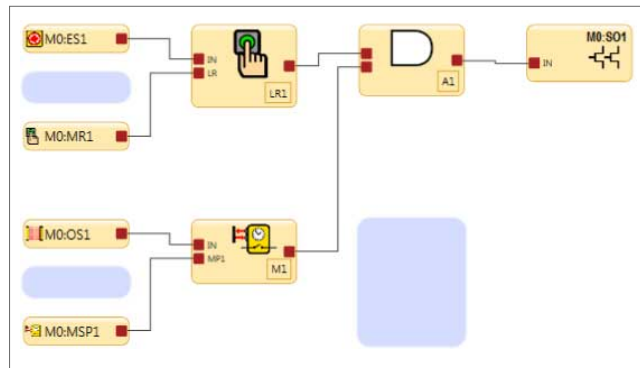 M0:ES1
IN
LR
LR1
A1
M0:SO1
IN
M0:MR1
M0:OS1
IN
MP1
M1
M0:MSP1